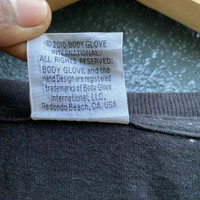 © 2010 BODY GLOVE
INTERNATIONAL.
ALL RIGHTS RESERVED.
BODY GLOVE and the
Hand Design are registered
trademarks of Body Glove
International, LLC,
Redondo Beach, CA, USA